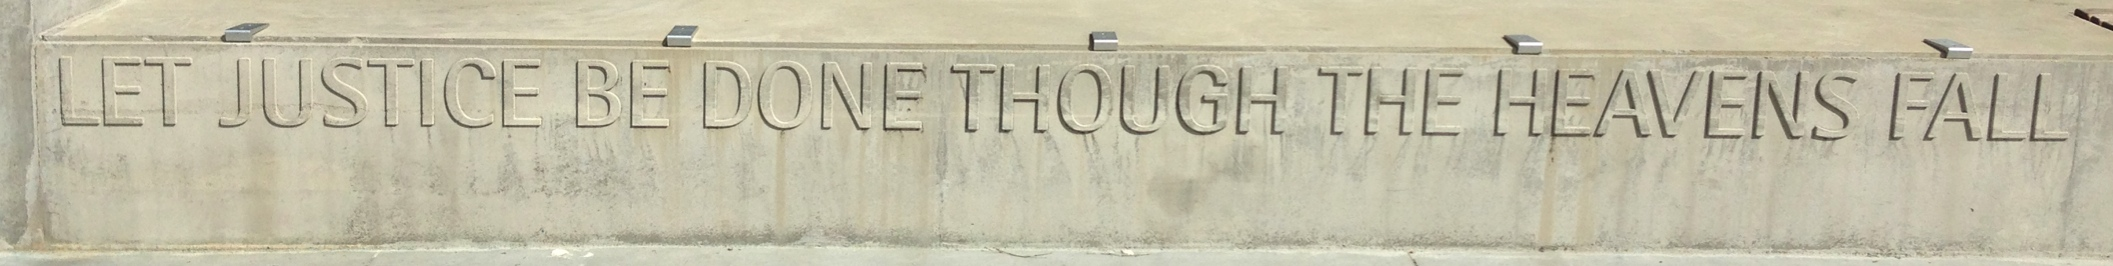 LET JUSTICE BE DONE THOUGH THE HEAVENS FALL